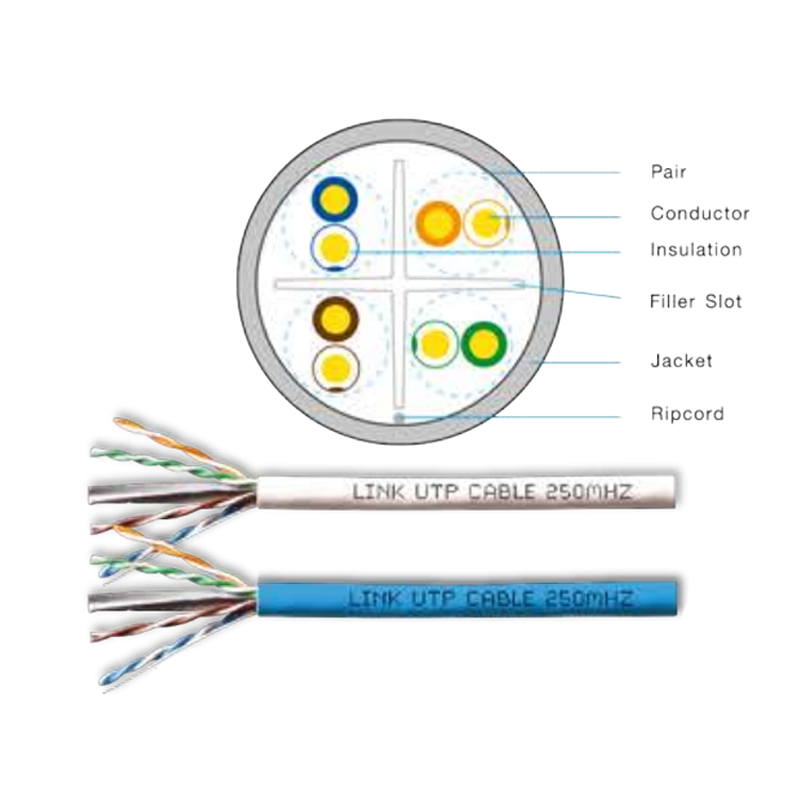 Pair
Conductor
Insulation
Filler Slot
Jacket
Ripcord
LINK UTP CABLE 250MHZ
LINK UTP CABLE 250MHZ